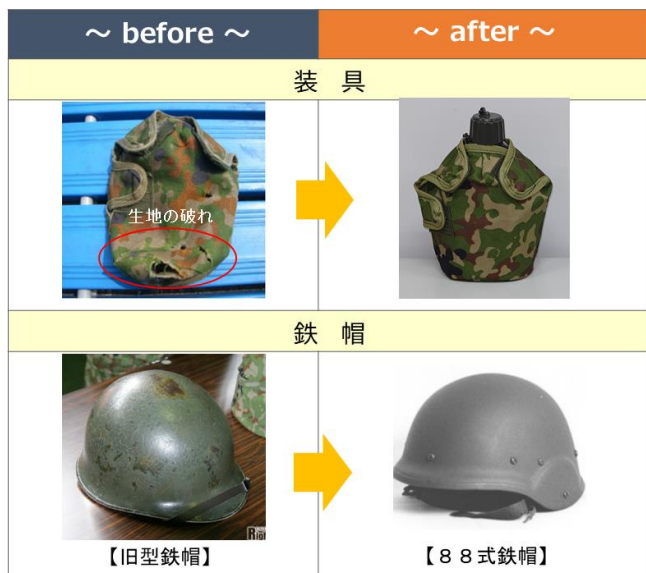 ～ before ～
～ after ～
装 具
生地の破れ
鉄 帽
【旧型鉄帽】
【８８式鉄帽】